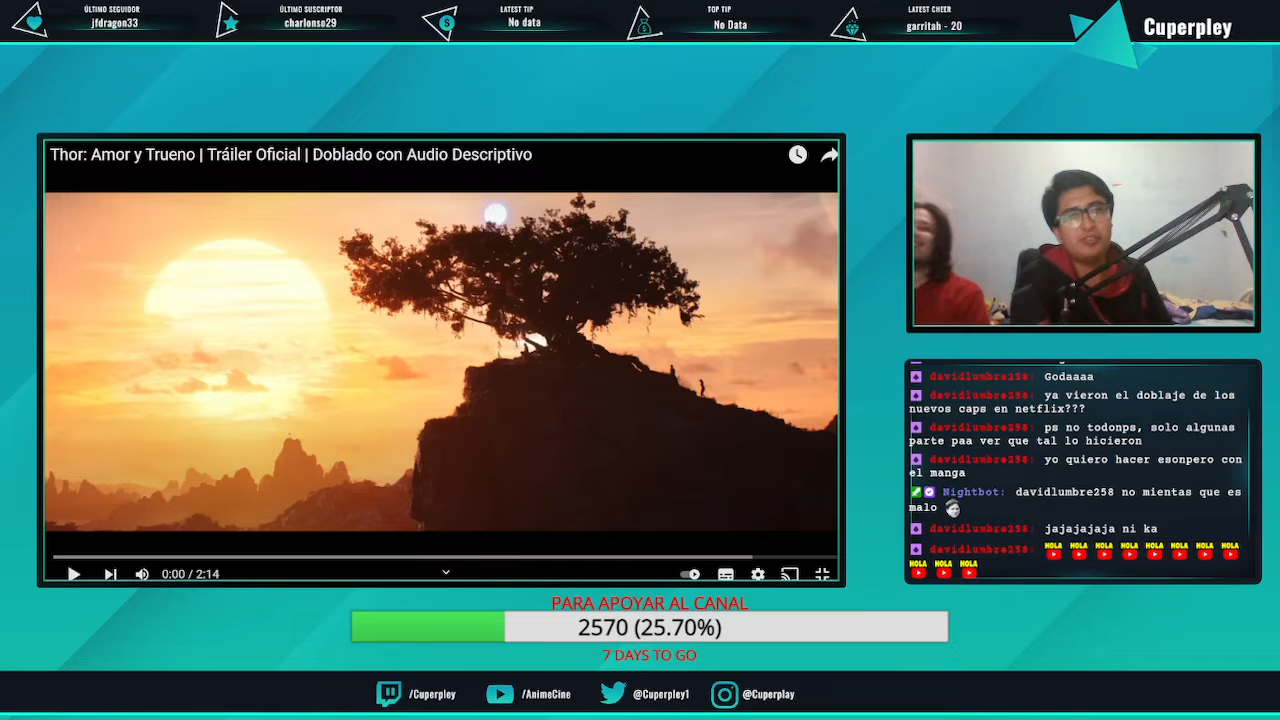 ÚLTIMO SEGUIDOR
jfdragon33
ÚLTIMO SUSCRIPTOR
charlonso29
LATEST TIP
No data
TOP TIP
No Data
LATEST CHEER
garritah - 20
Cuperpley
Thor: Amor y Trueno | Tráiler Oficial | Doblado con Audio Descriptivo
0:00 / 2:14
davidlumbre258: Godaaaa
davidlumbre258: ya vieron el doblaje de los
nuevos caps en netflix???
davidlumbre258: ps no todonps, solo algunas
parte paa ver que tal lo hicieron
davidlumbre258: yo quiero hacer esonpero con
el manga
Nightbot: davidlumbre258 no mientas que es
malo
davidlumbre258: jajajajaja ni ka
davidlumbre258: HOLA HOLA HOLA HOLA HOLA HOLA HOLA HOLA
HOLA HOLA HOLA
PARA APOYAR AL CANAL
2570 (25.70%)
7 DAYS TO GO
/Cuperpley
/AnimeCine
@Cuperpley1
@Cuperplay